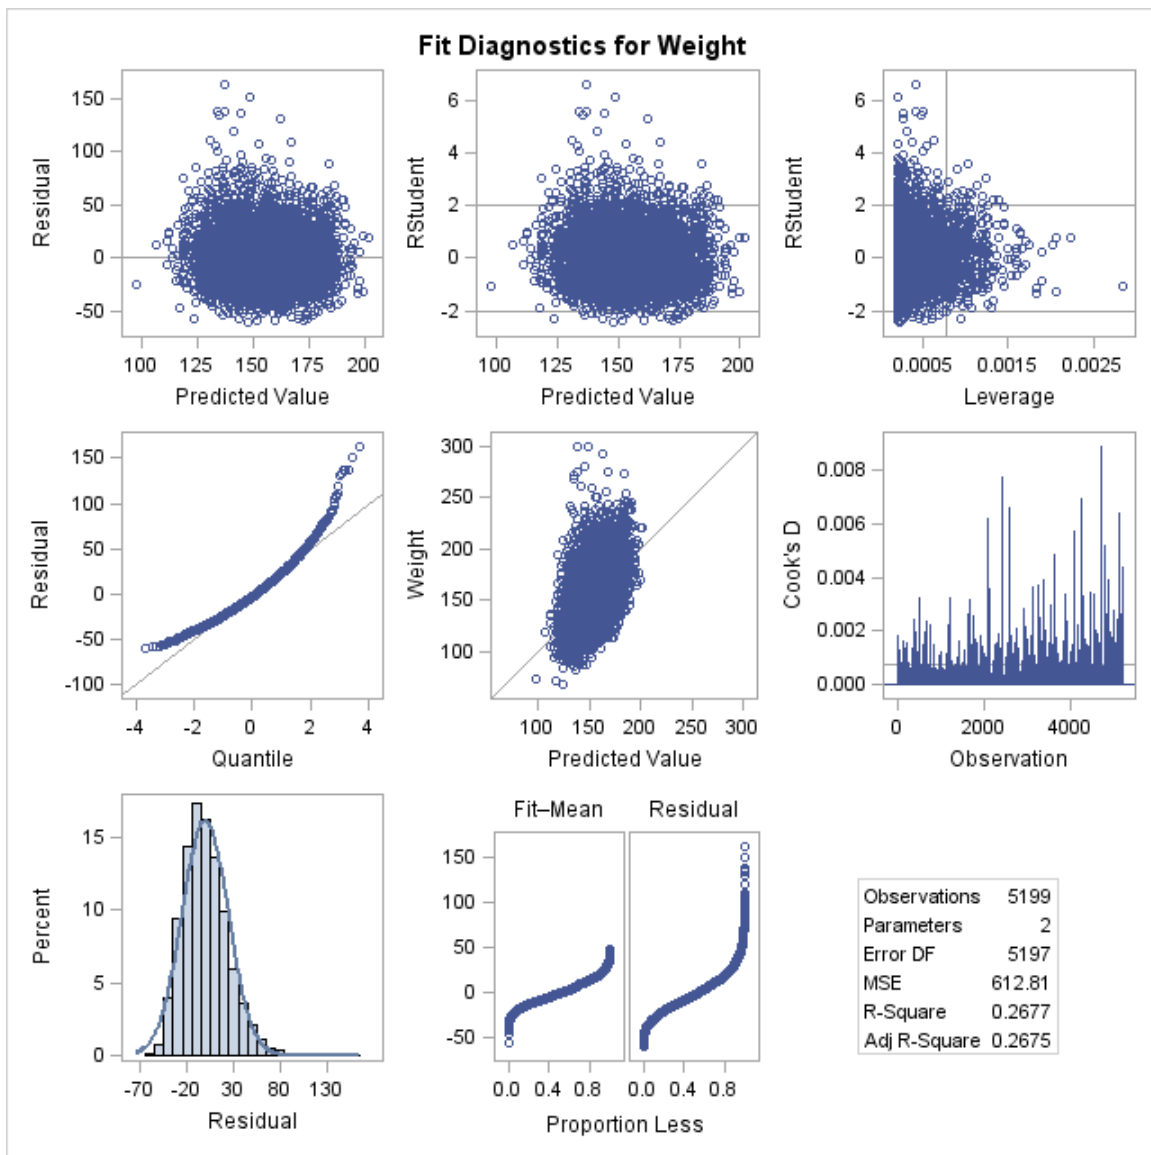 Fit Diagnostics for Weight
150
100
50
0
-50
Residual
100 125 150 175 200
Predicted Value
6
4
2
0
-2
RStudent
100 125 150 175 200
Predicted Value
6
4
2
0
-2
RStudent
0.0005 0.0015 0.0025
Leverage
150
100
50
0
-50
-100
Residual
-4 -2 0 2 4
Quantile
300
250
200
150
100
Weight
100 150 200 250 300
Predicted Value
0.008
0.006
0.004
0.002
0.000
Cook's D
0 2000 4000
Observation
15
10
5
0
Percent
-70 -20 30 80 130
Residual
Fit–Mean Residual
150
100
50
0
-50
0.0 0.4 0.8 0.0 0.4 0.8
Proportion Less
Observations 5199
Parameters 2
Error DF 5197
MSE 612.81
R-Square 0.2677
Adj R-Square 0.2675